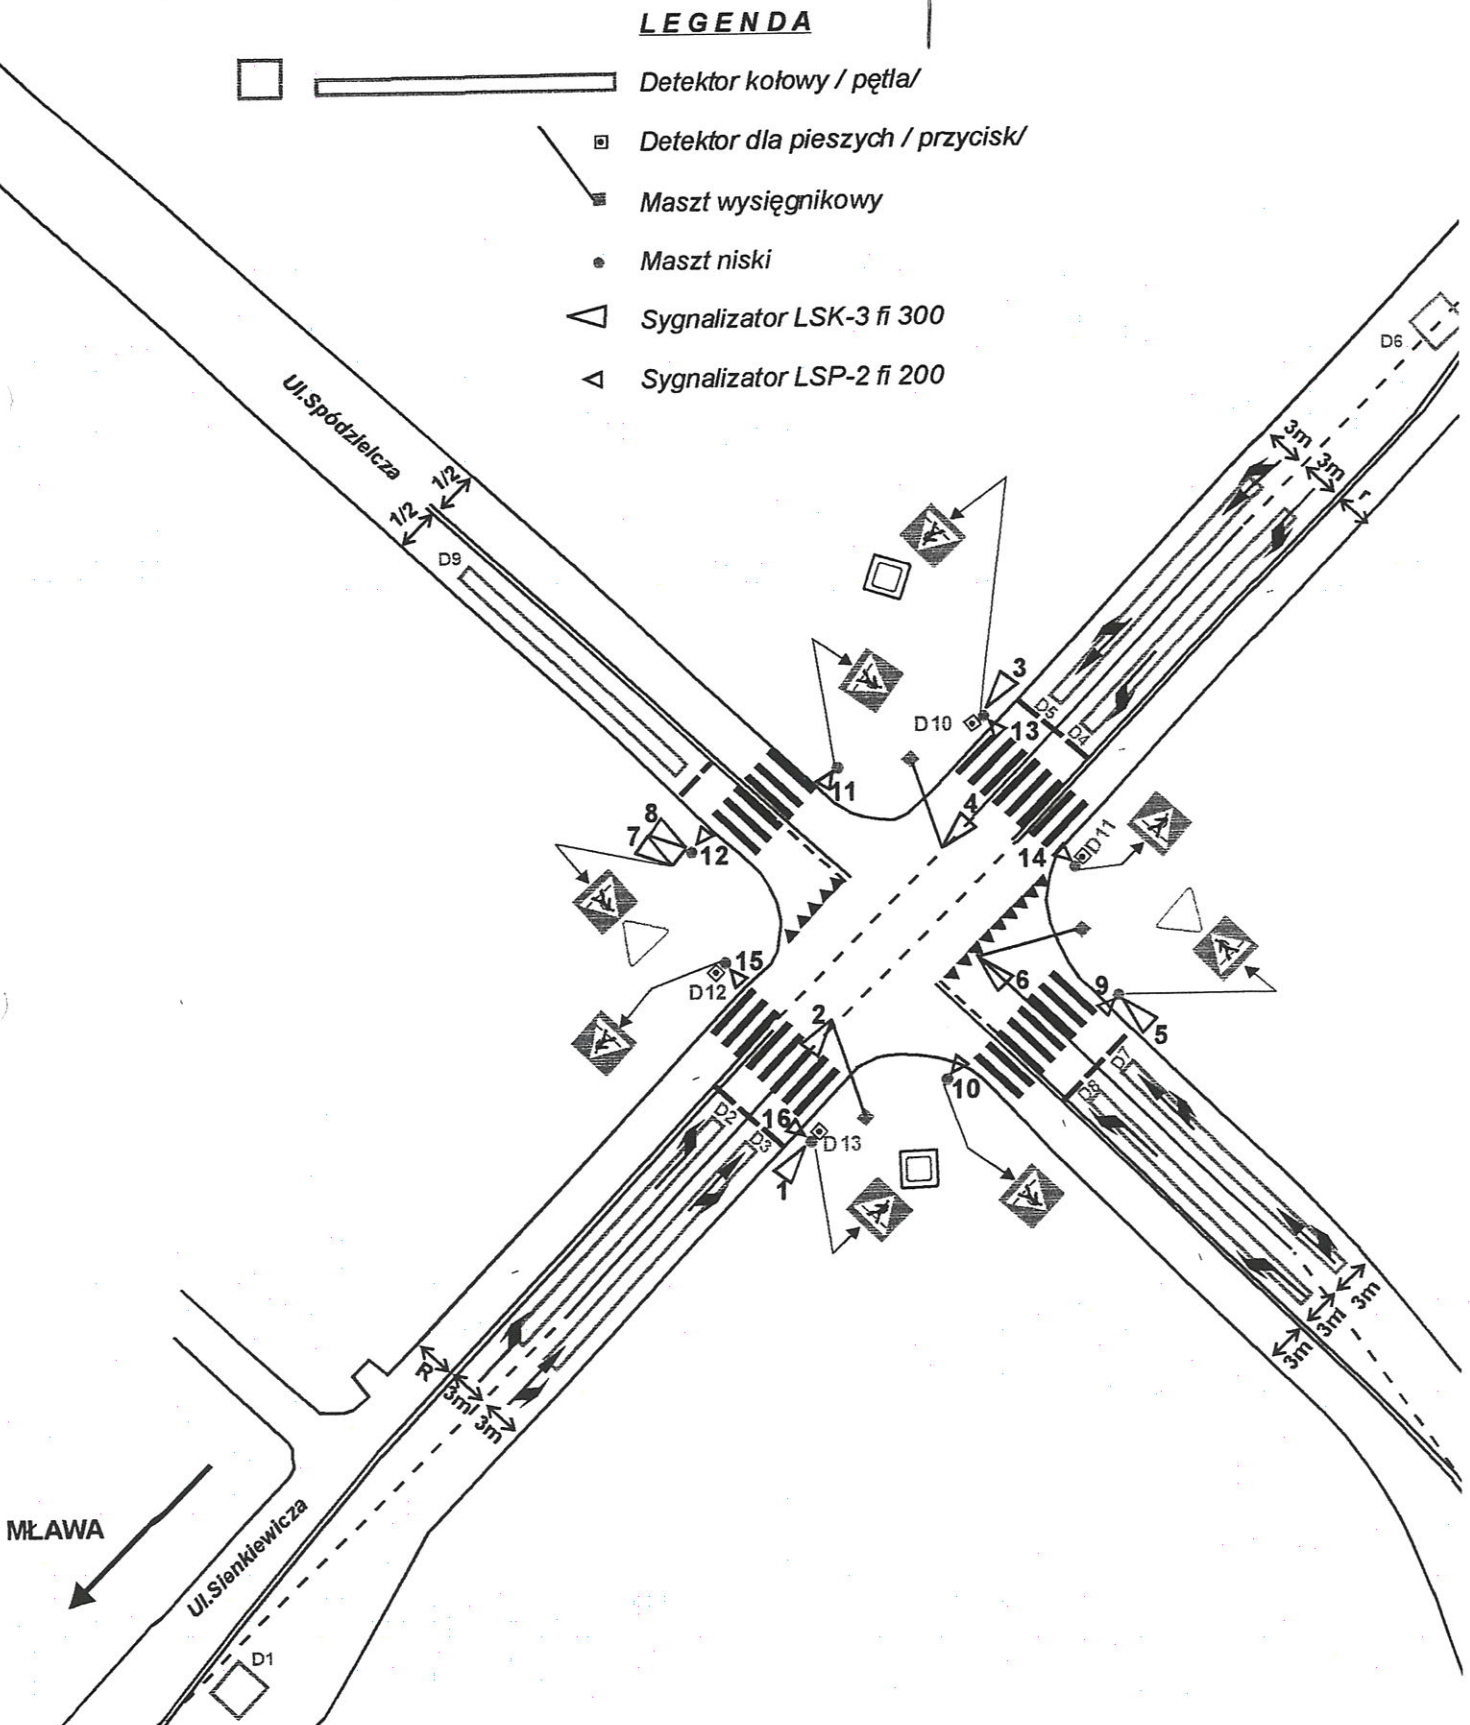 LEGENDA
Detektor kołowy / pętla/
Detektor dla pieszych / przycisk/
Maszt wysięgnikowy
Maszt niski
Sygnalizator LSK-3 fi 300
Sygnalizator LSP-2 fi 200
D6
Ul.Spódzielcza
1/2
1/2
D9
3m
3m
r
3
D10
13
D5
D4
11
4
8
7
12
14
D11
15
D12
6
9
5
2
10
D7
D8
16
D2
D3
D13
1
3m
3m
3m
R
3m
3m
MŁAWA
Ul.Sienkiewicza
D1